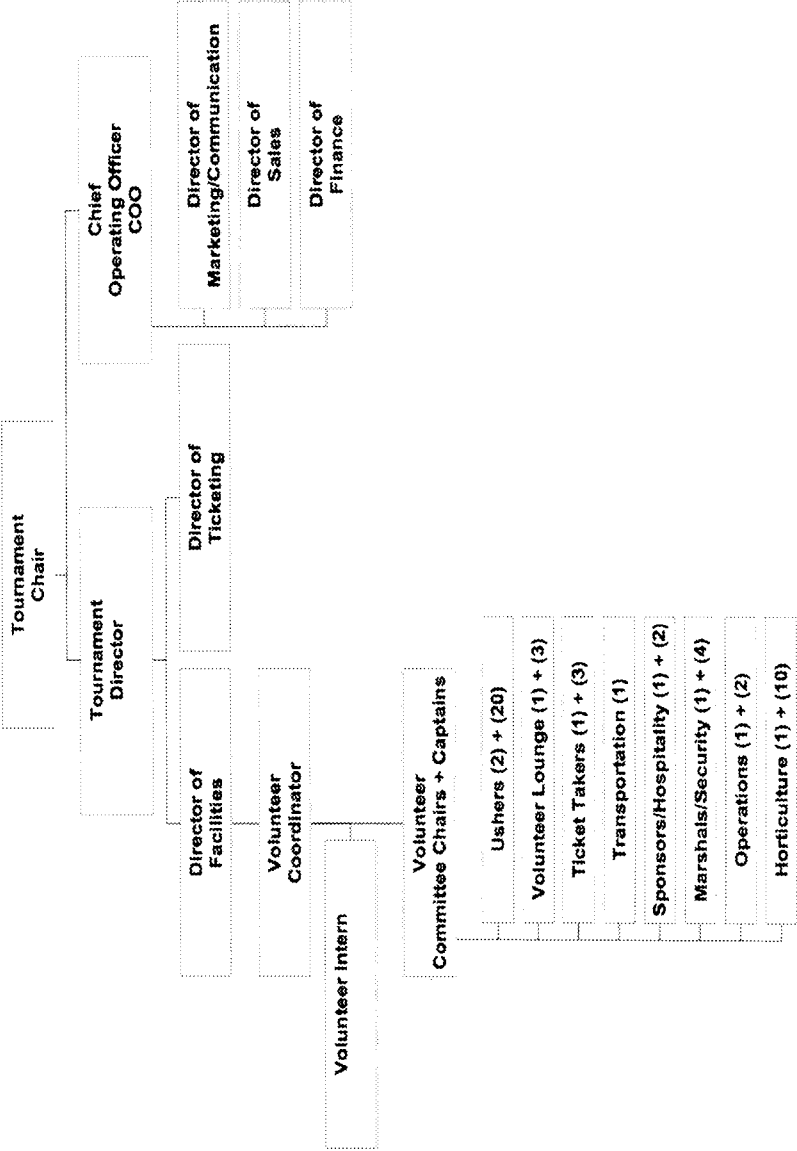 Tournament
Chair
Tournament
Director
Chief
Operating Officer
COO
Director of
Facilities
Director of
Ticketing
Director of
Marketing/Communication
Director of
Sales
Director of
Finance
Volunteer
Coordinator
Volunteer Intern
Volunteer
Committee Chairs + Captains
Ushers (2) + (20)
Volunteer Lounge (1) + (3)
Ticket Takers (1) + (3)
Transportation (1)
Sponsors/Hospitality (1) + (2)
Marshals/Security (1) + (4)
Operations (1) + (2)
Horticulture (1) + (10)